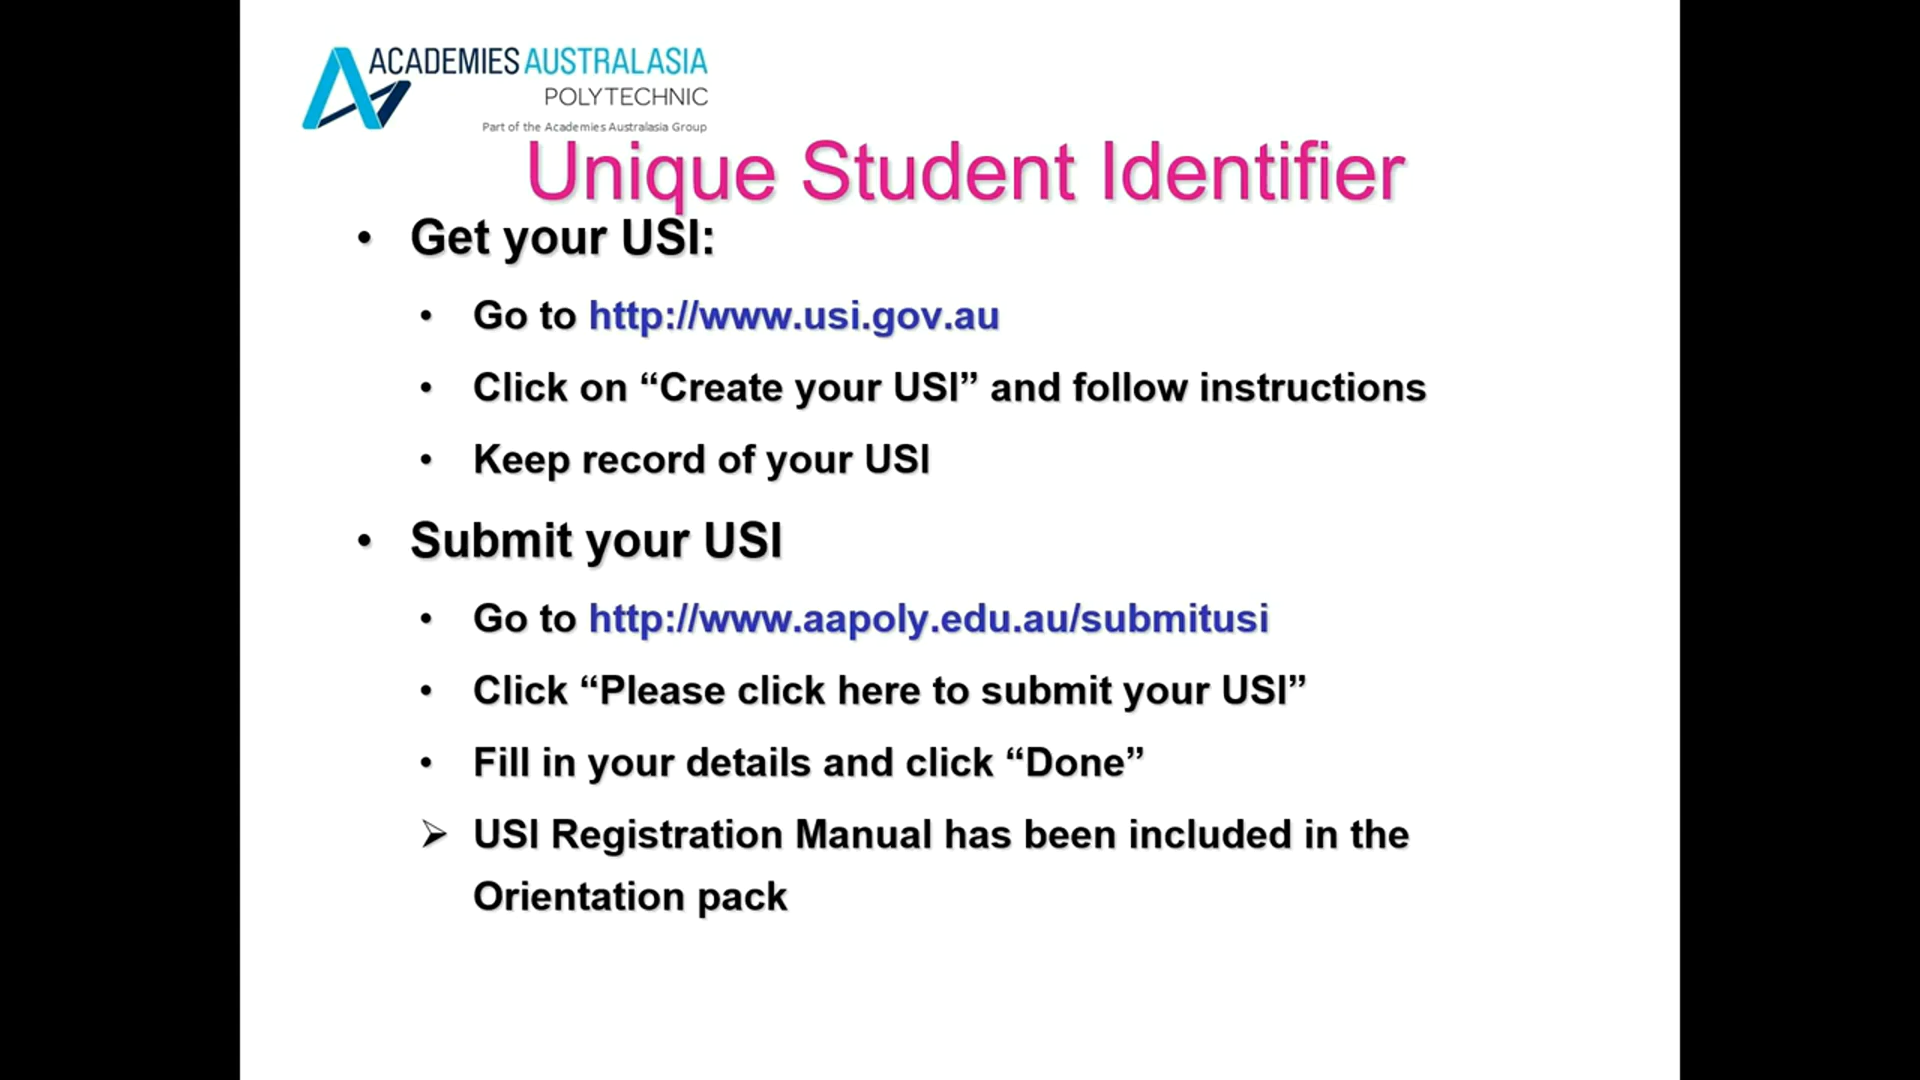 ACADEMIES AUSTRALASIA
POLYTECHNIC
Part of the Academies Australasia Group
Unique Student Identifier
• Get your USI:
• Go to http://www.usi.gov.au
• Click on “Create your USI” and follow instructions
• Keep record of your USI
• Submit your USI
• Go to http://www.aapoly.edu.au/submitusi
• Click “Please click here to submit your USI”
• Fill in your details and click “Done”
➢ USI Registration Manual has been included in the
Orientation pack